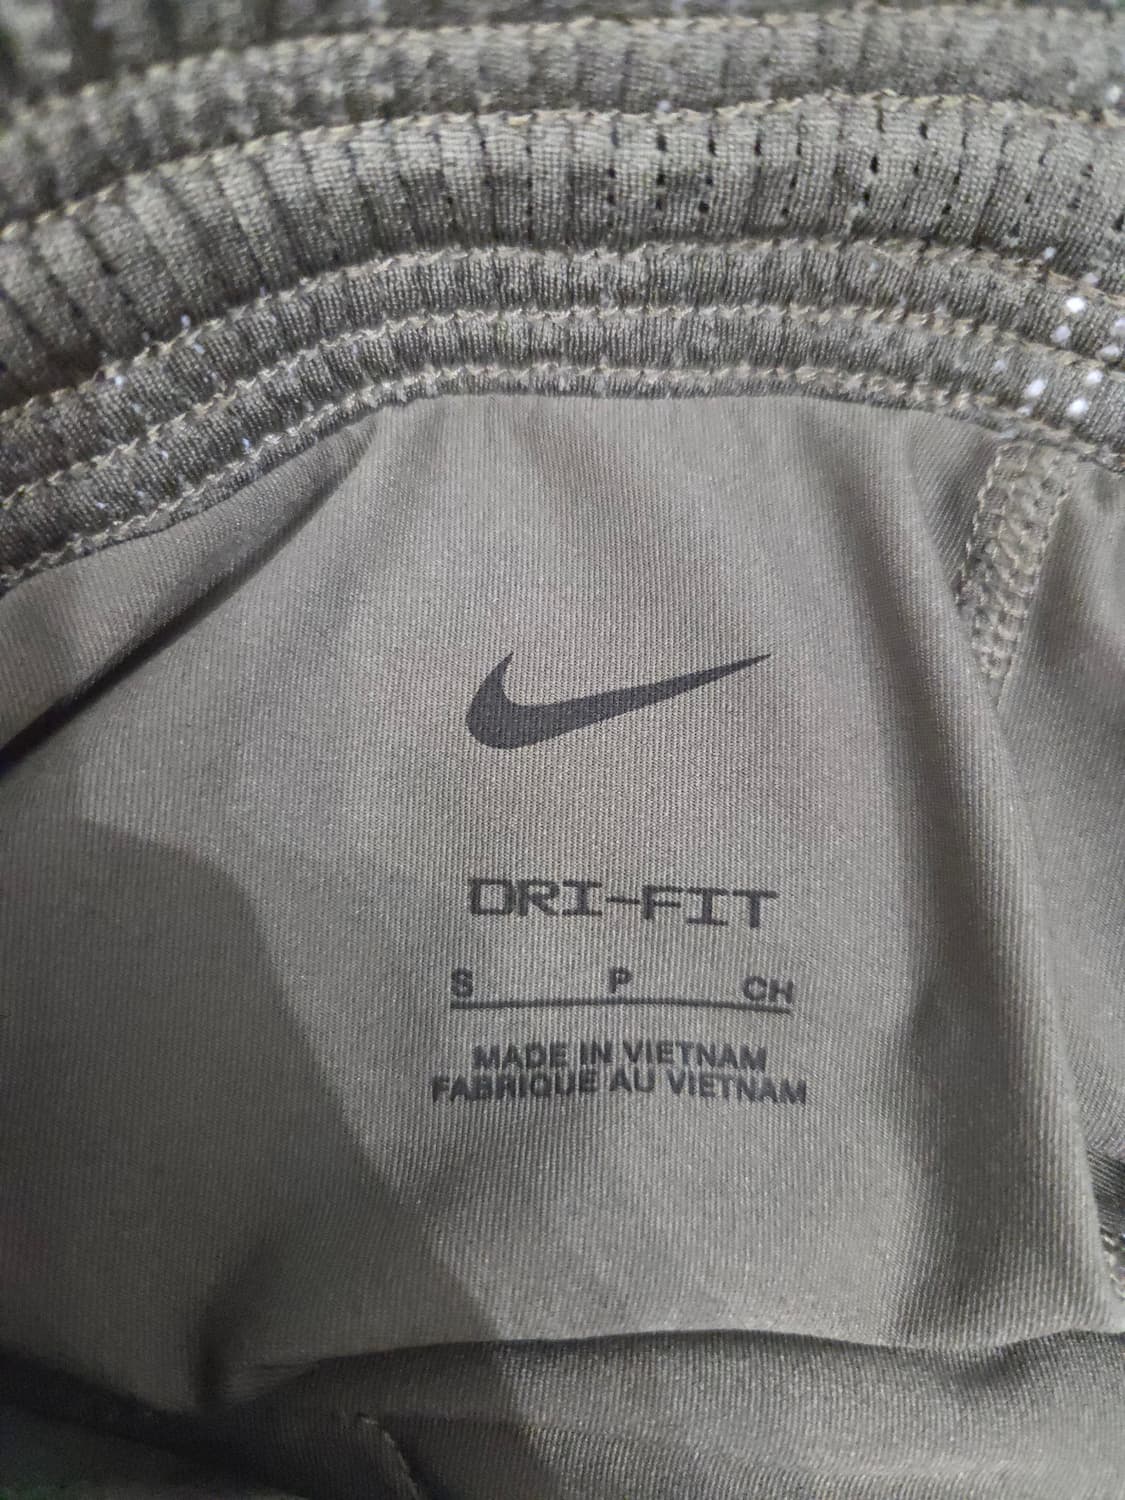 DRI-FIT
S P CH
MADE IN VIETNAM
FABRIQUE AU VIETNAM